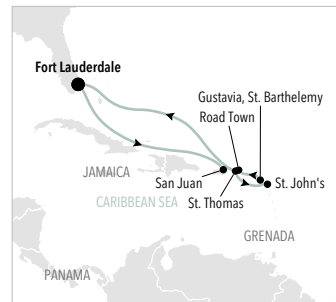 Fort Lauderdale
Gustavia, St. Barthelemy
Road Town
JAMAICA
San Juan
St. John's
CARIBBEAN SEA
St. Thomas
GRENADA
PANAMA